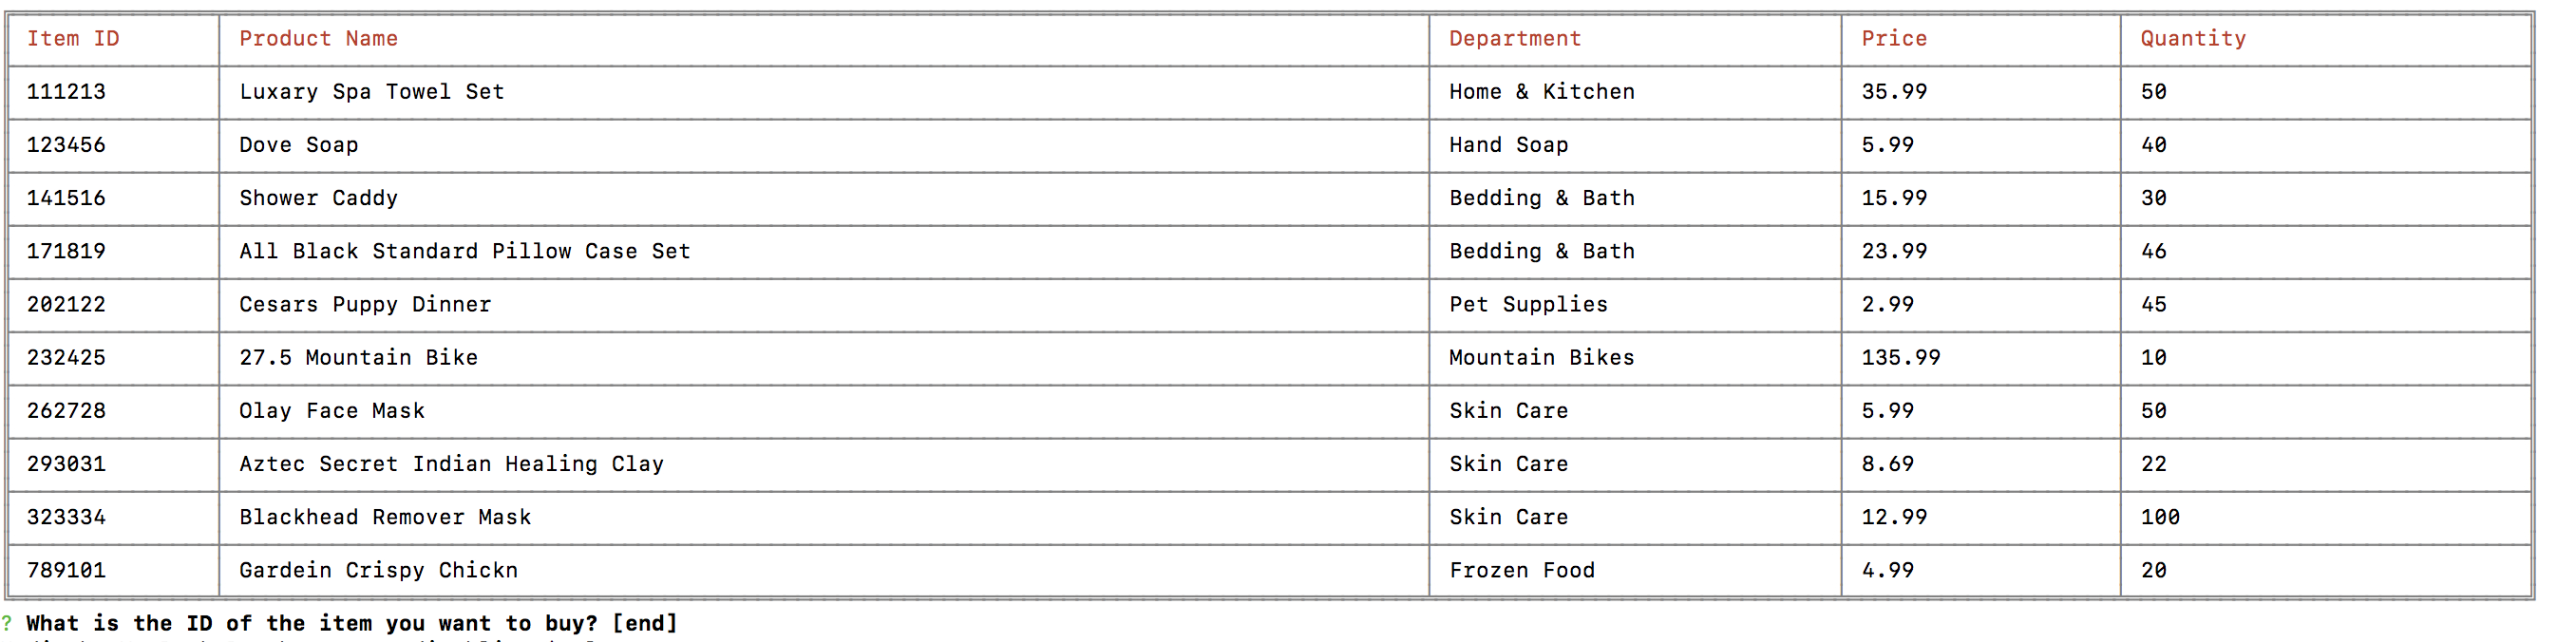 Item ID Product Name Department Price Quantity
111213 Luxary Spa Towel Set Home & Kitchen 35.99 50
123456 Dove Soap Hand Soap 5.99 40
141516 Shower Caddy Bedding & Bath 15.99 30
171819 All Black Standard Pillow Case Set Bedding & Bath 23.99 46
202122 Cesars Puppy Dinner Pet Supplies 2.99 45
232425 27.5 Mountain Bike Mountain Bikes 135.99 10
262728 Olay Face Mask Skin Care 5.99 50
293031 Aztec Secret Indian Healing Clay Skin Care 8.69 22
323334 Blackhead Remover Mask Skin Care 12.99 100
789101 Gardein Crispy Chickn Frozen Food 4.99 20
? What is the ID of the item you want to buy? [end]